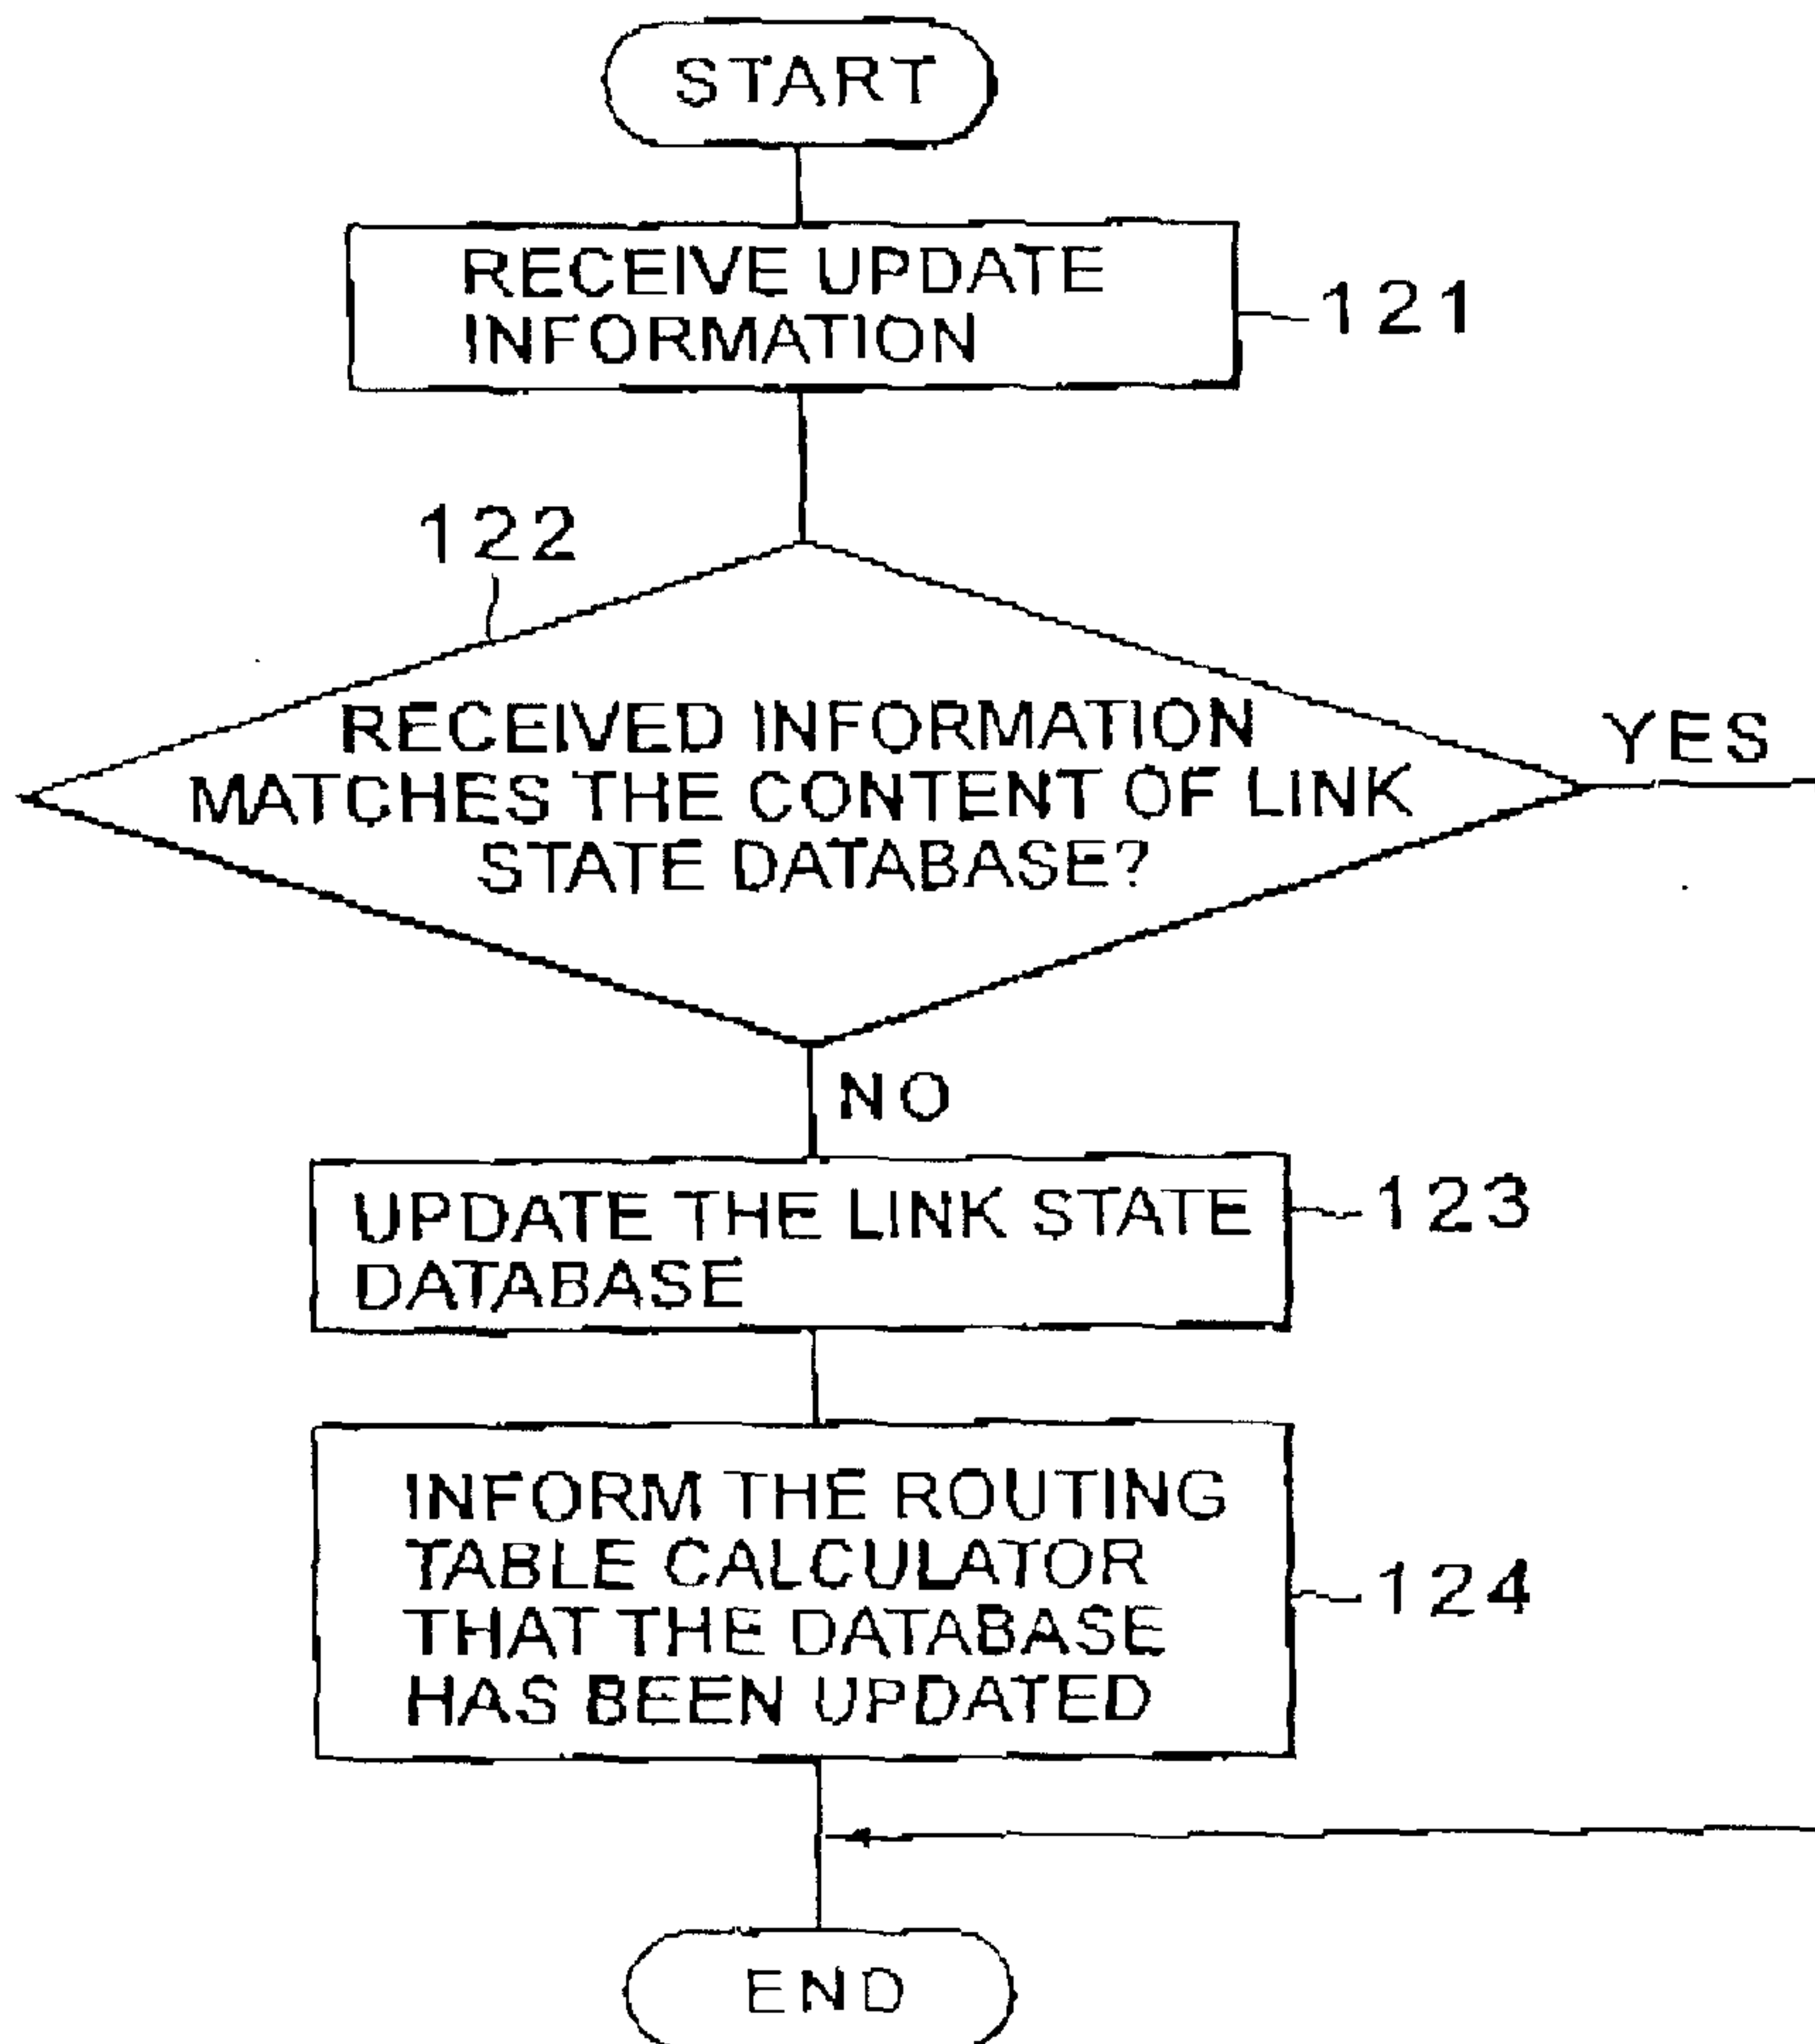 START
RECEIVE UPDATE
INFORMATION
121
122
RECEIVED INFORMATION
MATCHES THE CONTENT OF LINK
STATE DATABASE?
YES
NO
UPDATE THE LINK STATE
DATABASE
123
INFORM THE ROUTING
TABLE CALCULATOR
THAT THE DATABASE
HAS BEEN UPDATED
124
END